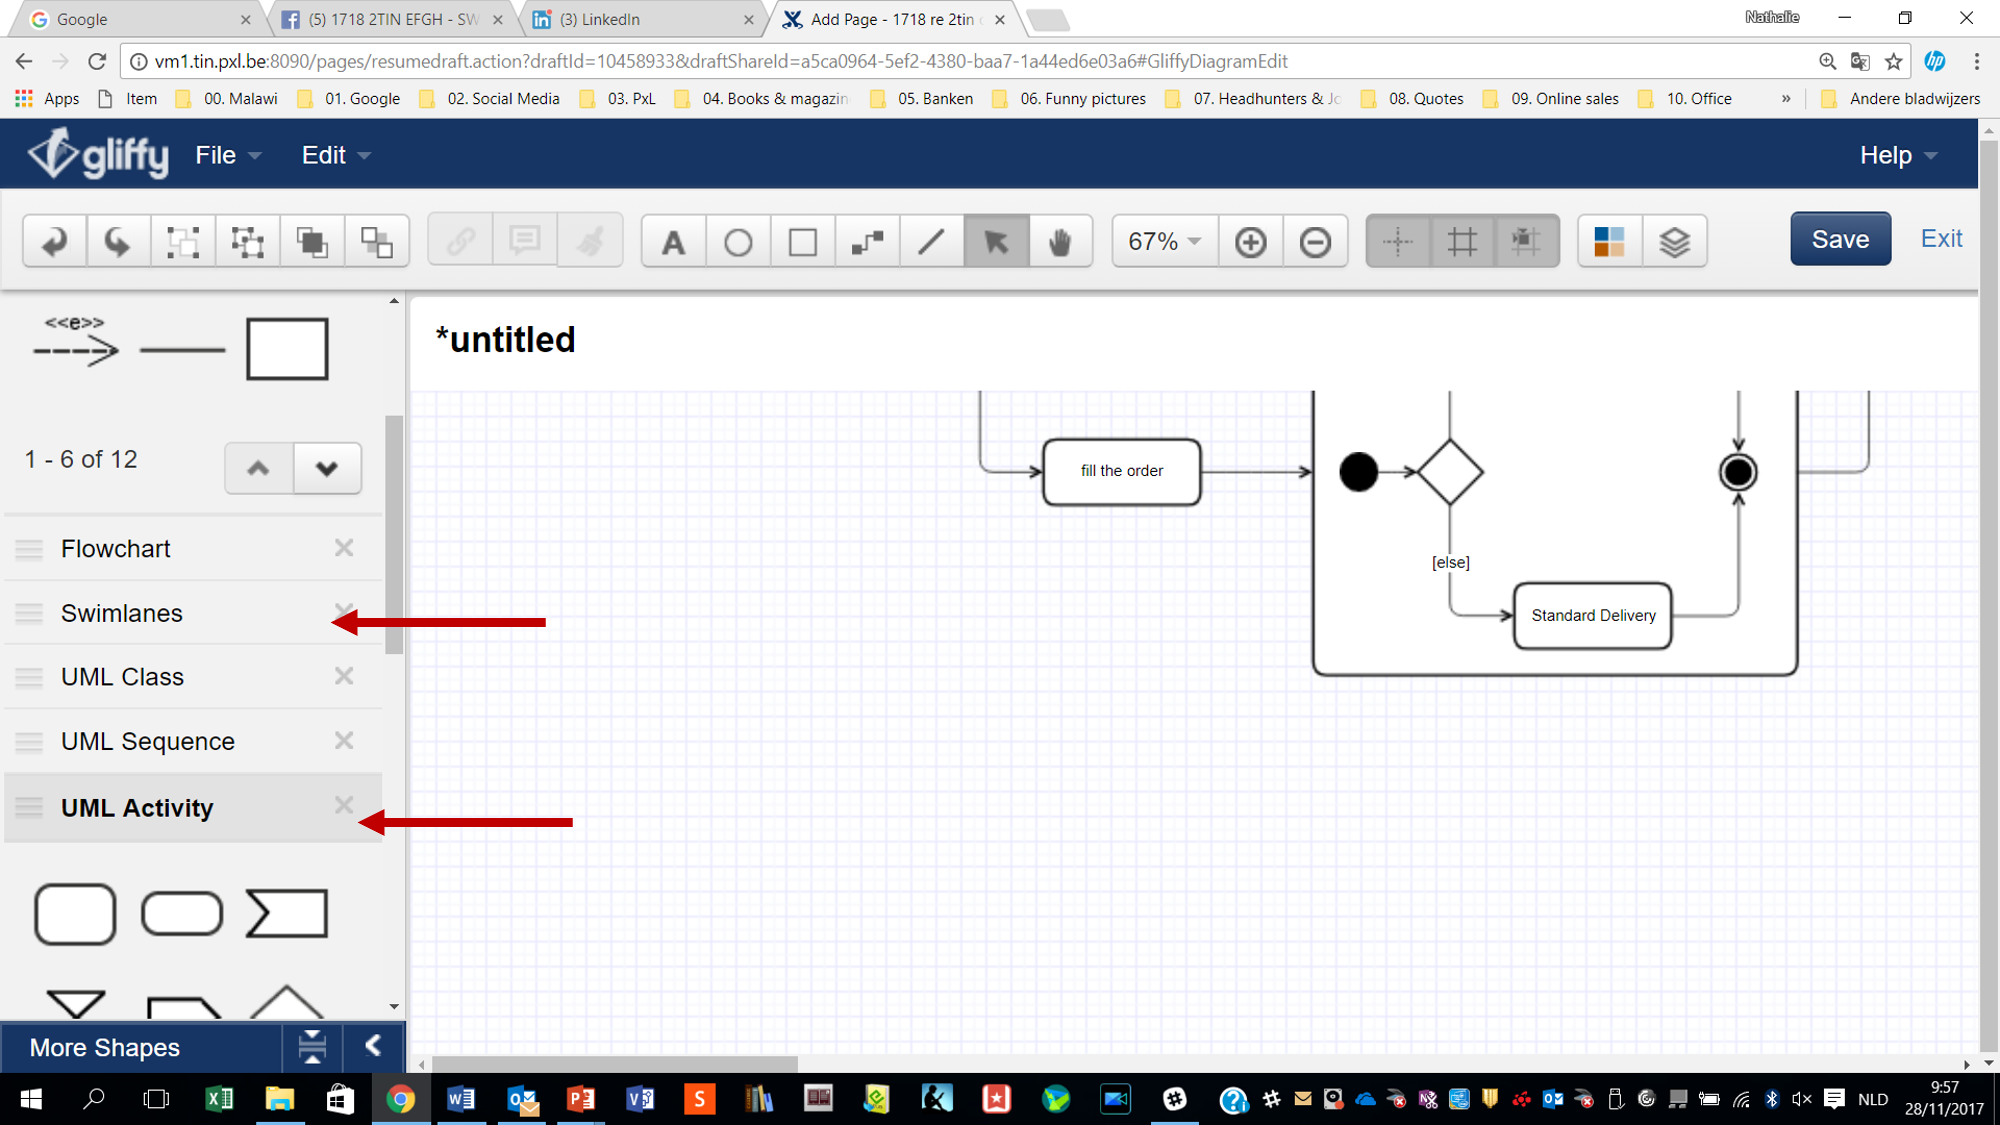 Google
(5) 1718 2TIN EFGH - SW
(3) LinkedIn
Add Page - 1718 re 2tin
Nathalie
vm1.tin.pxl.be:8090/pages/resumedraft.action?draftId=10458933&draftShareId=a5ca0964-5ef2-4380-baa7-1a44ed6e03a6#GliffyDiagramEdit
Apps Item 00. Malawi 01. Google 02. Social Media 03. PxL 04. Books & magazin 05. Banken 06. Funny pictures 07. Headhunters & Jo 08. Quotes 09. Online sales 10. Office » Andere bladwijzers
gliffy File Edit Help
A 67% Save Exit
<<e>>
*untitled
1 - 6 of 12
fill the order
Flowchart
[else]
Swimlanes
Standard Delivery
UML Class
UML Sequence
UML Activity
More Shapes
NLD
9:57
28/11/2017